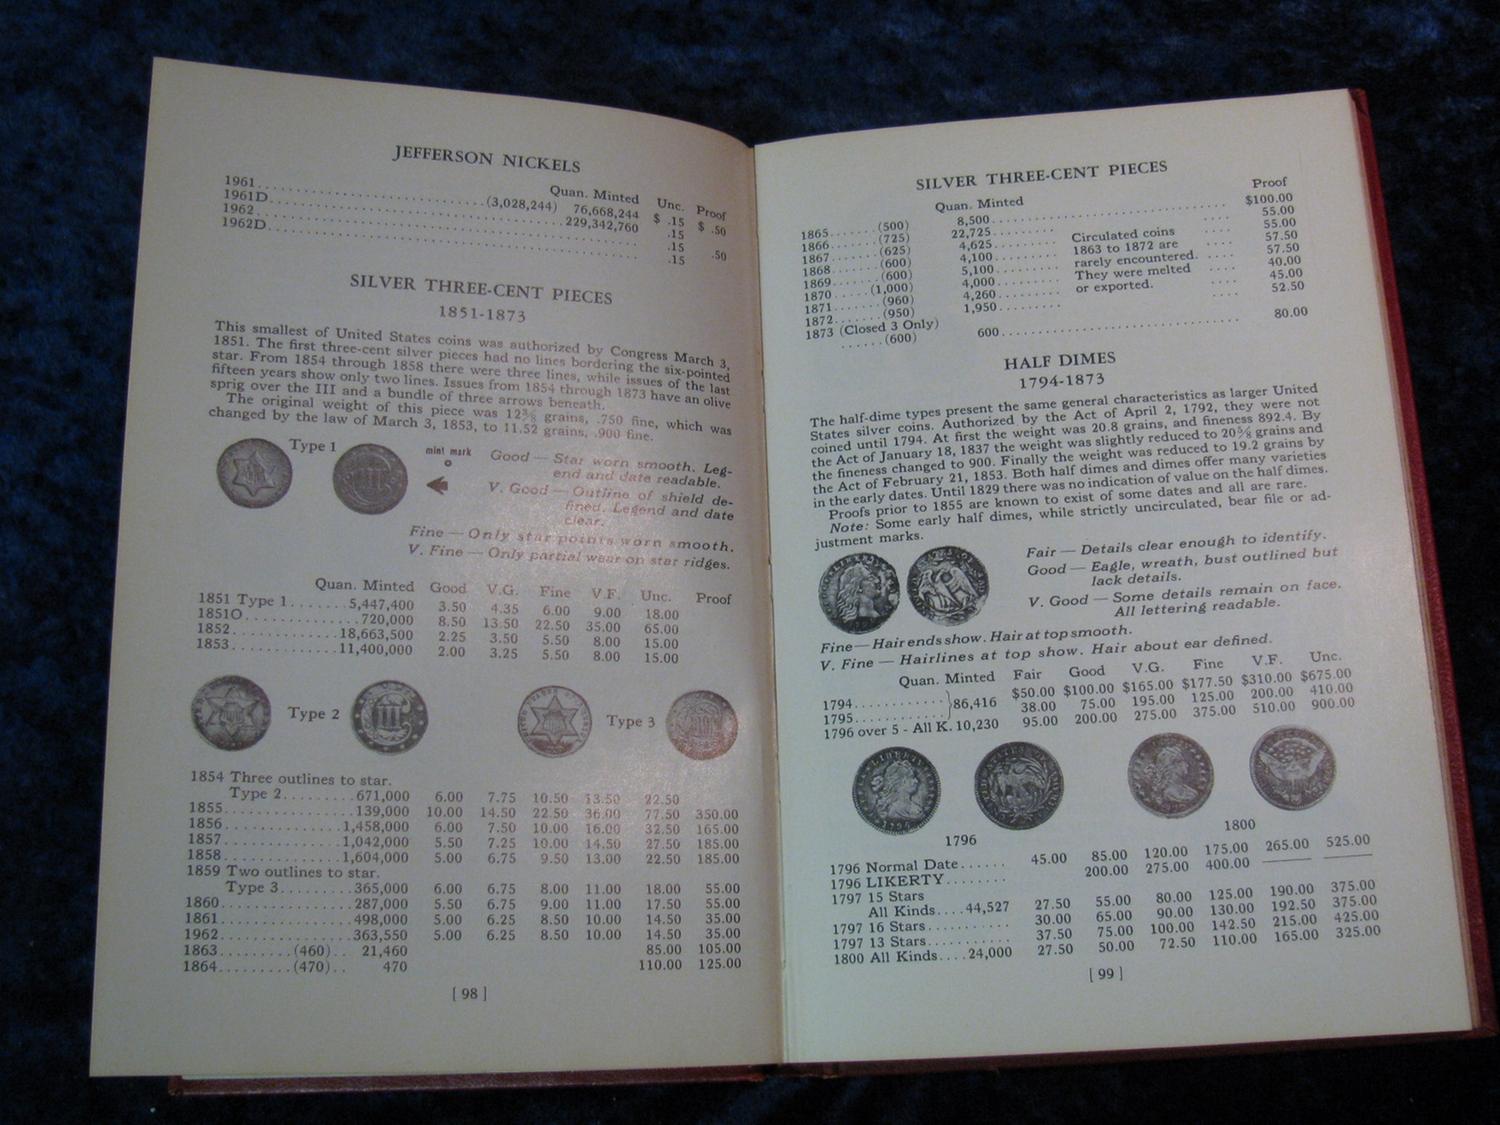 JEFFERSON NICKELS
Quan. Minted Unc. Proof
1961 (3,028,244) 76,668,244 $ .15 $ .50
1961D 229,342,760 .15
1962 .15 .50
1962D .15
SILVER THREE-CENT PIECES
1851-1873
This smallest of United States coins was authorized by Congress March 3,
1851. The first three-cent silver pieces had no lines bordering the six-pointed
star. From 1854 through 1858 there were three lines, while issues of the last
fifteen years show only two lines. Issues from 1854 through 1873 have an olive
sprig over the III and a bundle of three arrows beneath.
The original weight of this piece was 12⅜ grains, .750 fine, which was
changed by the law of March 3, 1853, to 11.52 grains, .900 fine.
Type 1
mint mark
Good — Star worn smooth. Leg-
end and date readable.
V. Good — Outline of shield de-
fined. Legend and date
clear.
Fine — Only star points worn smooth.
V. Fine — Only partial wear on star ridges.
Quan. Minted Good V.G. Fine V.F. Unc. Proof
1851 Type 1 5,447,400 3.50 4.35 6.00 9.00 18.00
1851O 720,000 8.50 13.50 22.50 35.00 65.00
1852 18,663,500 2.25 3.50 5.50 8.00 15.00
1853 11,400,000 2.00 3.25 5.50 8.00 15.00
Type 2 Type 3
1854 Three outlines to star.
Type 2 671,000 6.00 7.75 10.50 13.50 22.50
1855 139,000 10.00 14.50 22.50 36.00 77.50 350.00
1856 1,458,000 6.00 7.50 10.00 16.00 32.50 165.00
1857 1,042,000 5.50 7.25 10.00 14.50 27.50 185.00
1858 1,604,000 5.00 6.75 9.50 13.00 22.50 185.00
1859 Two outlines to star.
Type 3 365,000 6.00 6.75 8.00 11.00 18.00 55.00
1860 287,000 5.50 6.75 9.00 11.00 17.50 55.00
1861 498,000 5.00 6.25 8.50 10.00 14.50 35.00
1962 363,550 5.00 6.25 8.50 10.00 14.50 35.00
1863 (460) 21,460 85.00 105.00
1864 (470) 470 110.00 125.00
[ 98 ]
SILVER THREE-CENT PIECES
Quan. Minted Proof
1865 (500) 8,500 $100.00
1866 (725) 22,725 55.00
1867 (625) 4,625 55.00
1868 (600) 4,100 57.50
1869 (600) 5,100 57.50
1870 (1,000) 4,000 40.00
1871 (960) 4,260 45.00
1872 (950) 1,950 52.50
Circulated coins
1863 to 1872 are
rarely encountered.
They were melted
or exported.
1873 (Closed 3 Only)
(600) 600 80.00
HALF DIMES
1794-1873
The half-dime types present the same general characteristics as larger United
States silver coins. Authorized by the Act of April 2, 1792, they were not
coined until 1794. At first the weight was 20.8 grains, and fineness 892.4. By
the Act of January 18, 1837 the weight was slightly reduced to 20⅝ grains and
the fineness changed to 900. Finally the weight was reduced to 19.2 grains by
the Act of February 21, 1853. Both half dimes and dimes offer many varieties
in the early dates. Until 1829 there was no indication of value on the half dimes.
Proofs prior to 1855 are known to exist of some dates and all are rare.
Note: Some early half dimes, while strictly uncirculated, bear file or ad-
justment marks.
Fair — Details clear enough to identify.
Good — Eagle, wreath, bust outlined but
lack details.
V. Good — Some details remain on face.
All lettering readable.
Fine — Hair ends show. Hair at top smooth.
V. Fine — Hairlines at top show. Hair about ear defined.
Quan. Minted Fair Good V.G. Fine V.F. Unc.
1794 $50.00 $100.00 $165.00 $177.50 $310.00 $675.00
1795 } 86,416 38.00 75.00 195.00 125.00 200.00 410.00
1796 over 5 - All K. 10,230 95.00 200.00 275.00 375.00 510.00 900.00
1796 1800
1796 Normal Date 45.00 85.00 120.00 175.00 265.00 525.00
1796 LIKERTY 200.00 275.00 400.00 —— ——
1797 15 Stars
All Kinds 44,527 27.50 55.00 80.00 125.00 190.00 375.00
1797 16 Stars 30.00 65.00 90.00 130.00 192.50 375.00
1797 13 Stars 37.50 75.00 100.00 142.50 215.00 425.00
1800 All Kinds 24,000 27.50 50.00 72.50 110.00 165.00 325.00
[ 99 ]